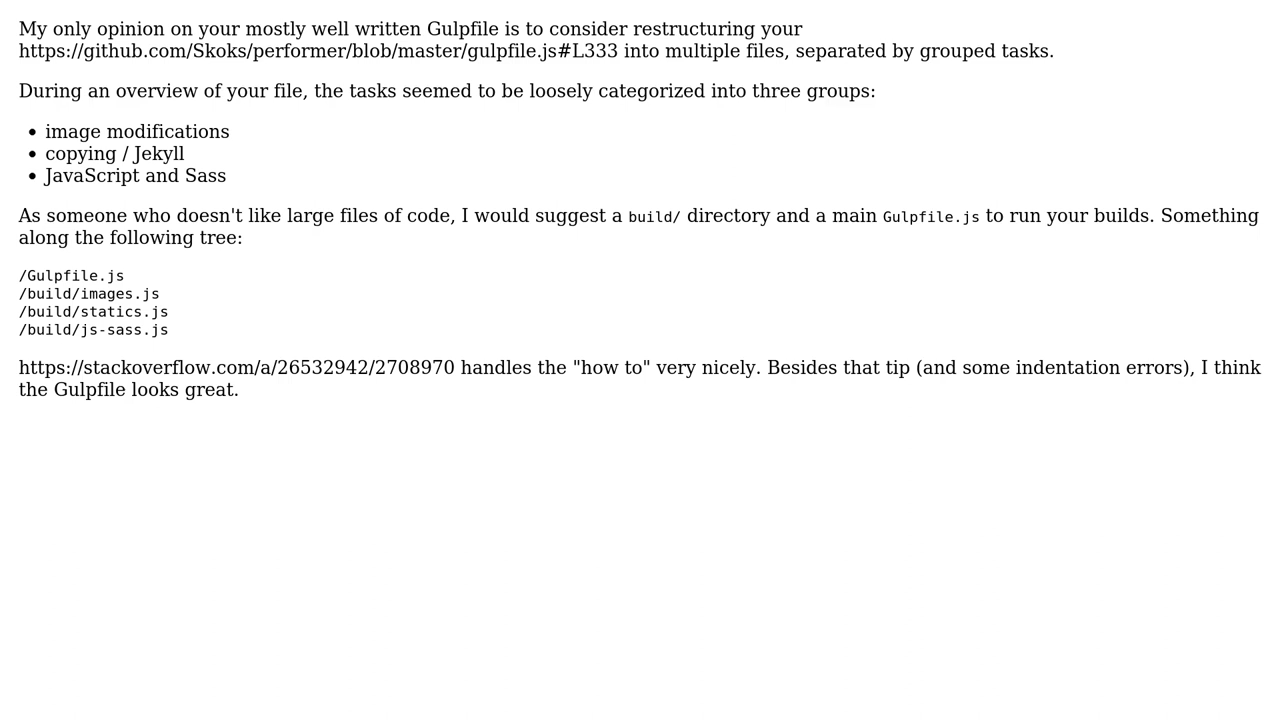 My only opinion on your mostly well written Gulpfile is to consider restructuring your
https://github.com/Skoks/performer/blob/master/gulpfile.js#L333 into multiple files, separated by grouped tasks.
During an overview of your file, the tasks seemed to be loosely categorized into three groups:
• image modifications
• copying / Jekyll
• JavaScript and Sass
As someone who doesn't like large files of code, I would suggest a build/ directory and a main Gulpfile.js to run your builds. Something
along the following tree:
/Gulpfile.js
/build/images.js
/build/statics.js
/build/js-sass.js
https://stackoverflow.com/a/26532942/2708970 handles the "how to" very nicely. Besides that tip (and some indentation errors), I think
the Gulpfile looks great.